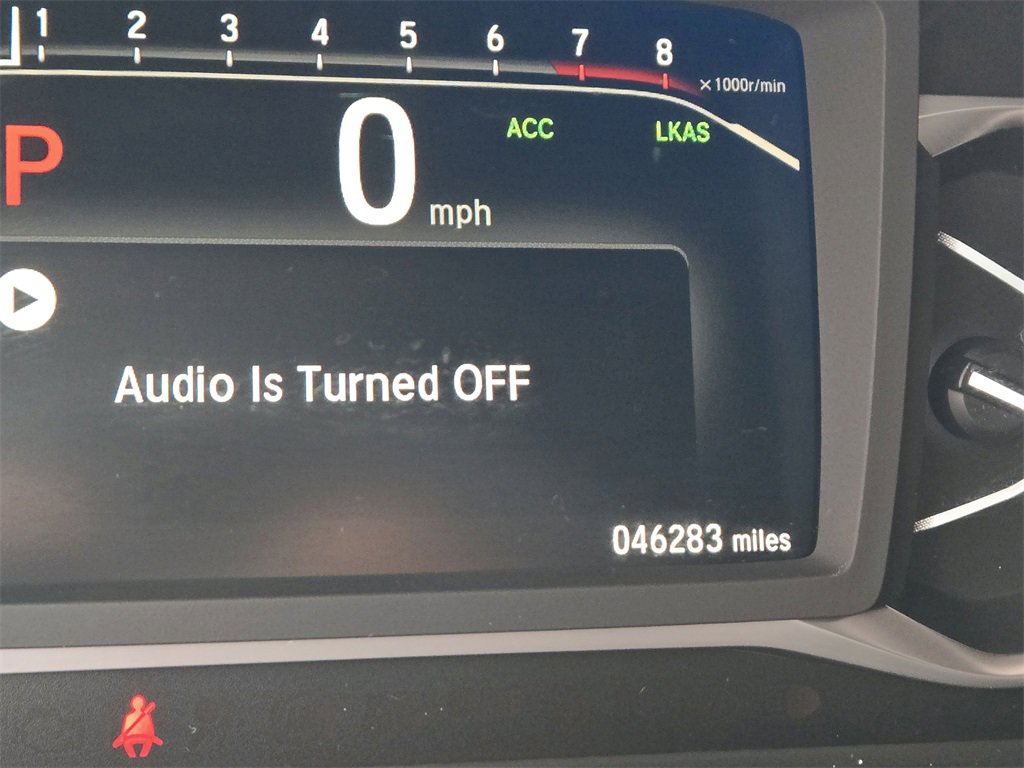 1 2 3 4 5 6 7 8
×1000r/min
P 0 mph ACC LKAS
Audio Is Turned OFF
046283 miles